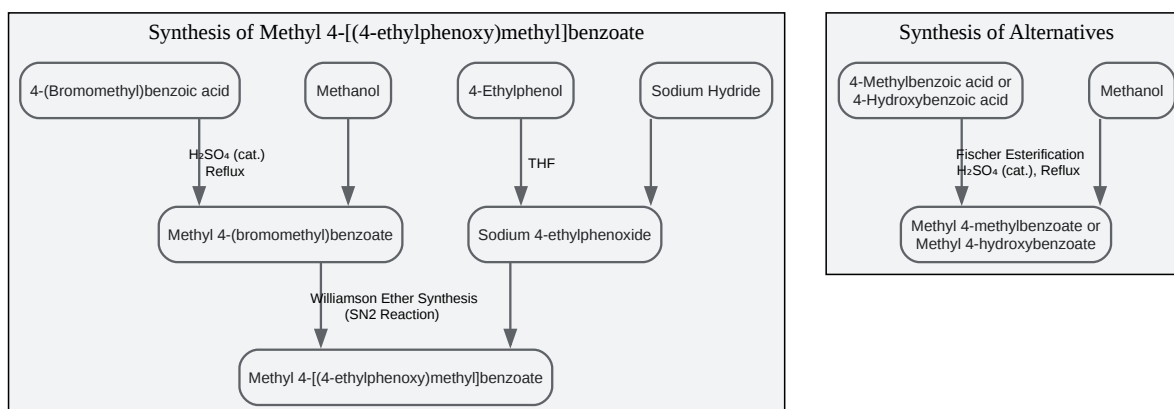 Synthesis of Methyl 4-[(4-ethylphenoxy)methyl]benzoate
4-(Bromomethyl)benzoic acid
Methanol
4-Ethylphenol
Sodium Hydride
H₂SO₄ (cat.)
Reflux
THF
Methyl 4-(bromomethyl)benzoate
Sodium 4-ethylphenoxide
Williamson Ether Synthesis
(SN2 Reaction)
Methyl 4-[(4-ethylphenoxy)methyl]benzoate
Synthesis of Alternatives
4-Methylbenzoic acid or
4-Hydroxybenzoic acid
Methanol
Fischer Esterification
H₂SO₄ (cat.), Reflux
Methyl 4-methylbenzoate or
Methyl 4-hydroxybenzoate